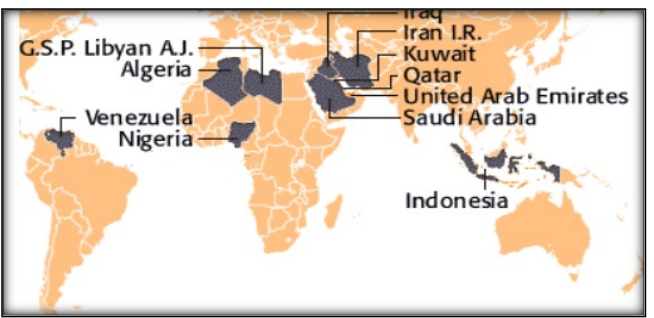 Iraq
Iran I.R.
G.S.P. Libyan A.J.
Kuwait
Algeria
Qatar
United Arab Emirates
Venezuela
Saudi Arabia
Nigeria
Indonesia